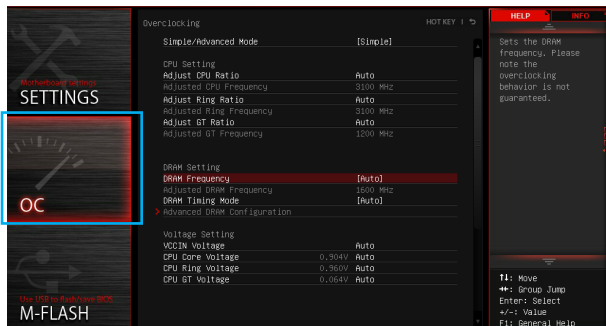 Overclocking
HOT KEY
Simple/Advanced Mode [Simple]
CPU Setting
Adjust CPU Ratio Auto
Adjusted CPU Frequency 3100 MHz
Adjust Ring Ratio Auto
Adjusted Ring Frequency 3100 MHz
Adjust GT Ratio Auto
Adjusted GT Frequency 1200 MHz
DRAM Setting
DRAM Frequency [Auto]
Adjusted DRAM Frequency 1600 MHz
DRAM Timing Mode [Auto]
> Advanced DRAM Configuration
Voltage Setting
VCCIN Voltage Auto
CPU Core Voltage 0.904V Auto
CPU Ring Voltage 0.960V Auto
CPU GT Voltage 0.064V Auto
Motherboard settings
SETTINGS
OC
Use USB to flash/save BIOS
M-FLASH
HELP INFO
Sets the DRAM
frequency. Please
note the
overclocking
behavior is not
guaranteed.
↑↓: Move
: Group Jump
Enter: Select
+/-: Value
F1: General Help